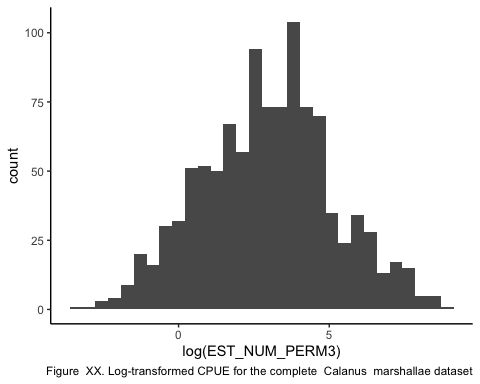 100
75
50
25
0
count
0 5
log(EST_NUM_PERM3)
Figure XX. Log-transformed CPUE for the complete Calanus marshallae dataset